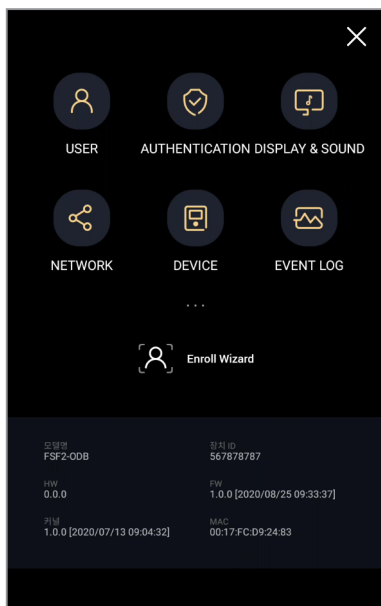 USER AUTHENTICATION DISPLAY & SOUND
NETWORK DEVICE EVENT LOG
...
Enroll Wizard
모델명 장치 ID
FSF2-ODB 567878787
HW FW
0.0.0 1.0.0 [2020/08/25 09:33:37]
커널 MAC
1.0.0 [2020/07/13 09:04:32] 00:17:FC:D9:24:83